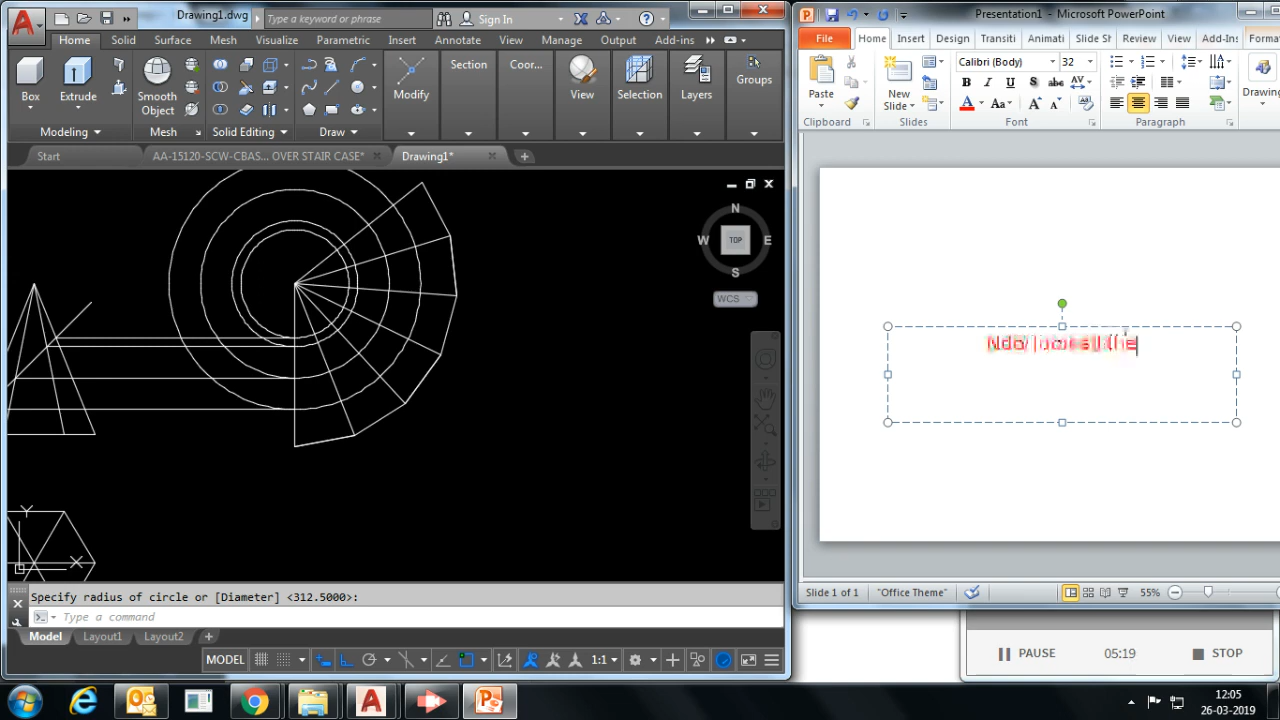 Drawing1.dwg
Type a keyword or phrase
Sign In
Home Solid Surface Mesh Visualize Parametric Insert Annotate View Manage Output Add-ins
Box
Extrude
Smooth
Object
Modify
Section
Coor...
View
Selection
Layers
Groups
Modeling
Mesh
Solid Editing
Draw
Start
AA-15120-SCW-CBAS... OVER STAIR CASE*
Drawing1*
N
W TOP E
S
WCS
Y
X
Specify radius of circle or [Diameter] <312.5000>:
Type a command
Model Layout1 Layout2
MODEL
1:1
Presentation1 - Microsoft PowerPoint
File Home Insert Design Transiti Animati Slide Sh Review View Add-Ins Format
Paste
New
Slide
Calibri (Body) 32
B I U S abc AV
A Aa A A
Drawing
Clipboard
Slides
Font
Paragraph
Slide 1 of 1
"Office Theme"
55%
PAUSE
05:19
STOP
12:05
26-03-2019